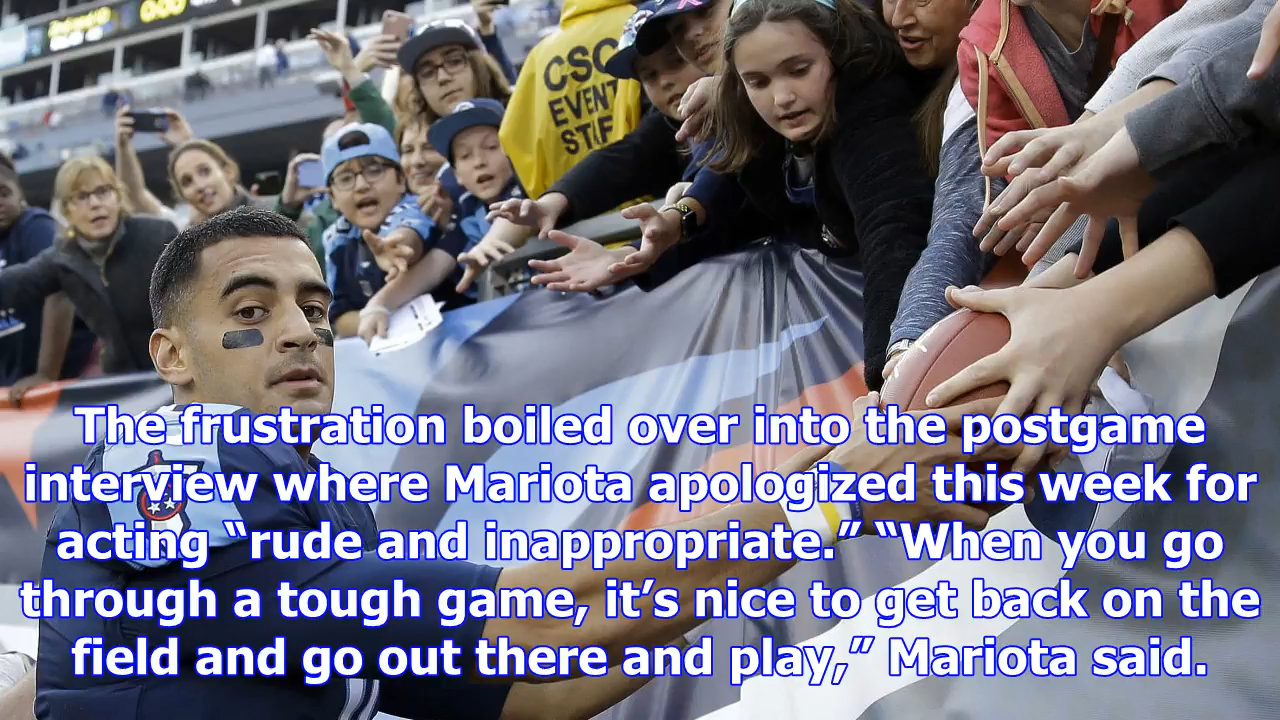 0:00
CSC
EVENT
STAF
The frustration boiled over into the postgame
interview where Mariota apologized this week for
acting “rude and inappropriate.” “When you go
through a tough game, it’s nice to get back on the
field and go out there and play,” Mariota said.